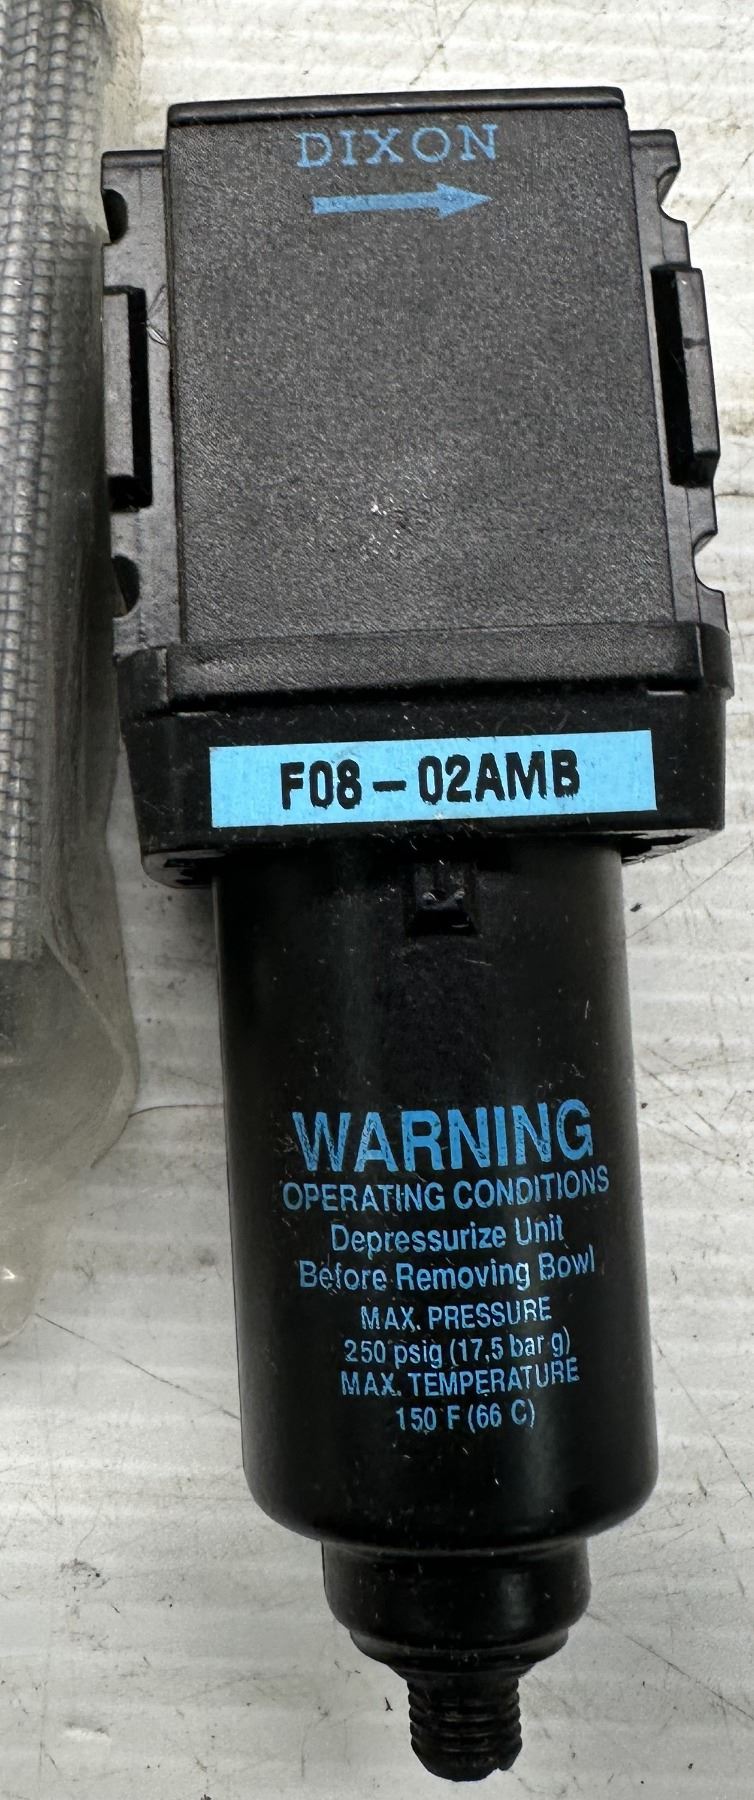 DIXON
F08-02AMB
WARNING
OPERATING CONDITIONS
Depressurize Unit
Before Removing Bowl
MAX. PRESSURE
250 psig (17,5 bar g)
MAX. TEMPERATURE
150°F (66 C)